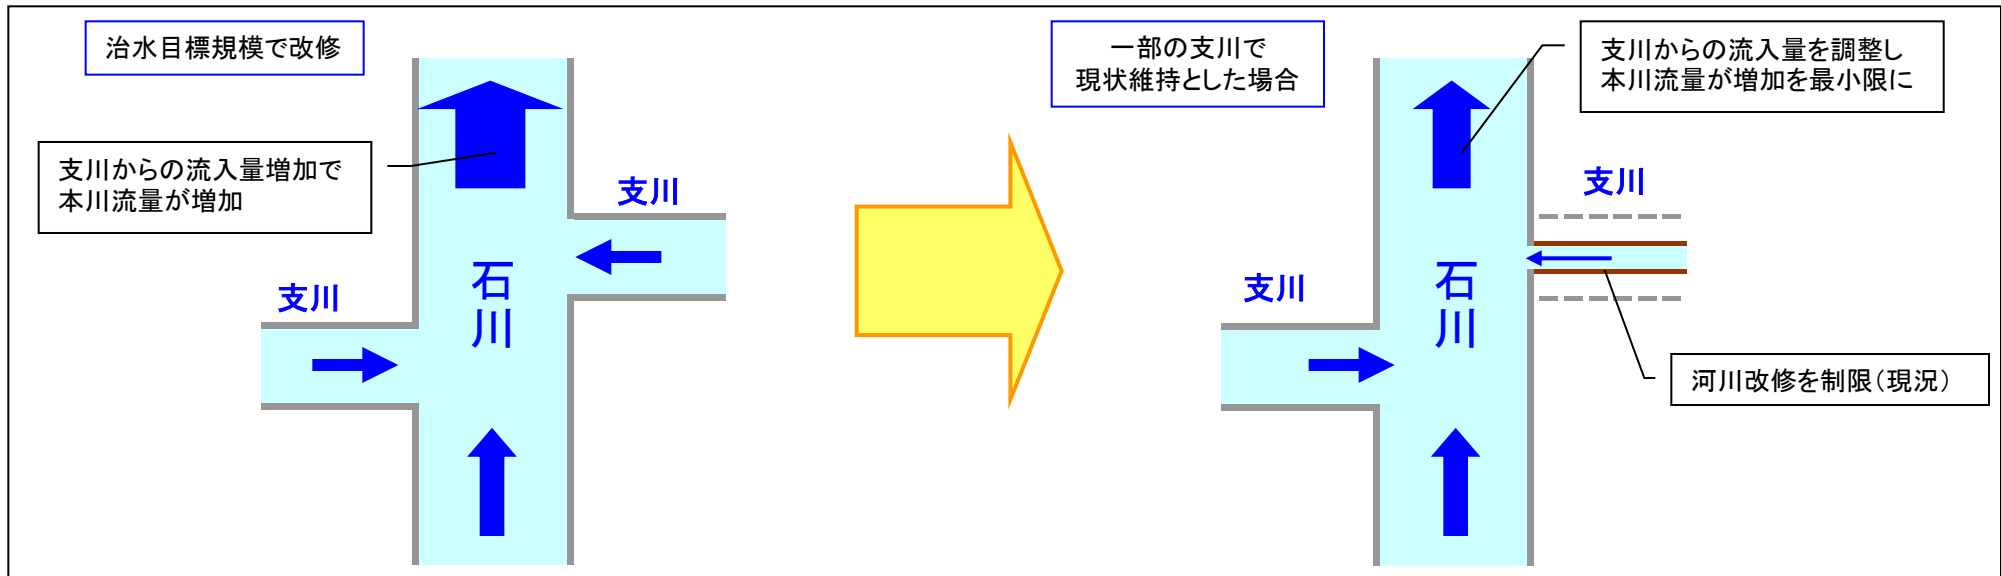 治水目標規模で改修
支川からの流入量増加で
本川流量が増加
支川
支川
石川
一部の支川で
現状維持とした場合
支川からの流入量を調整し
本川流量が増加を最小限に
支川
支川
石川
河川改修を制限（現況）